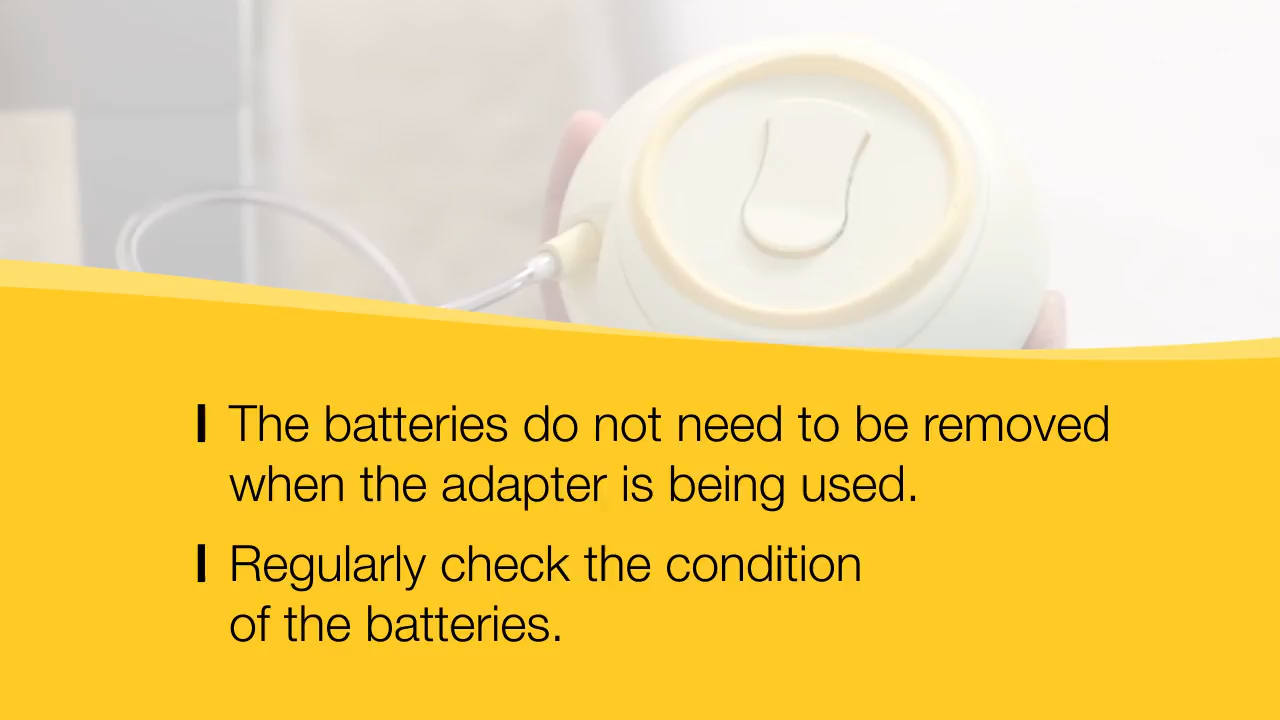 The batteries do not need to be removed
when the adapter is being used.
Regularly check the condition
of the batteries.